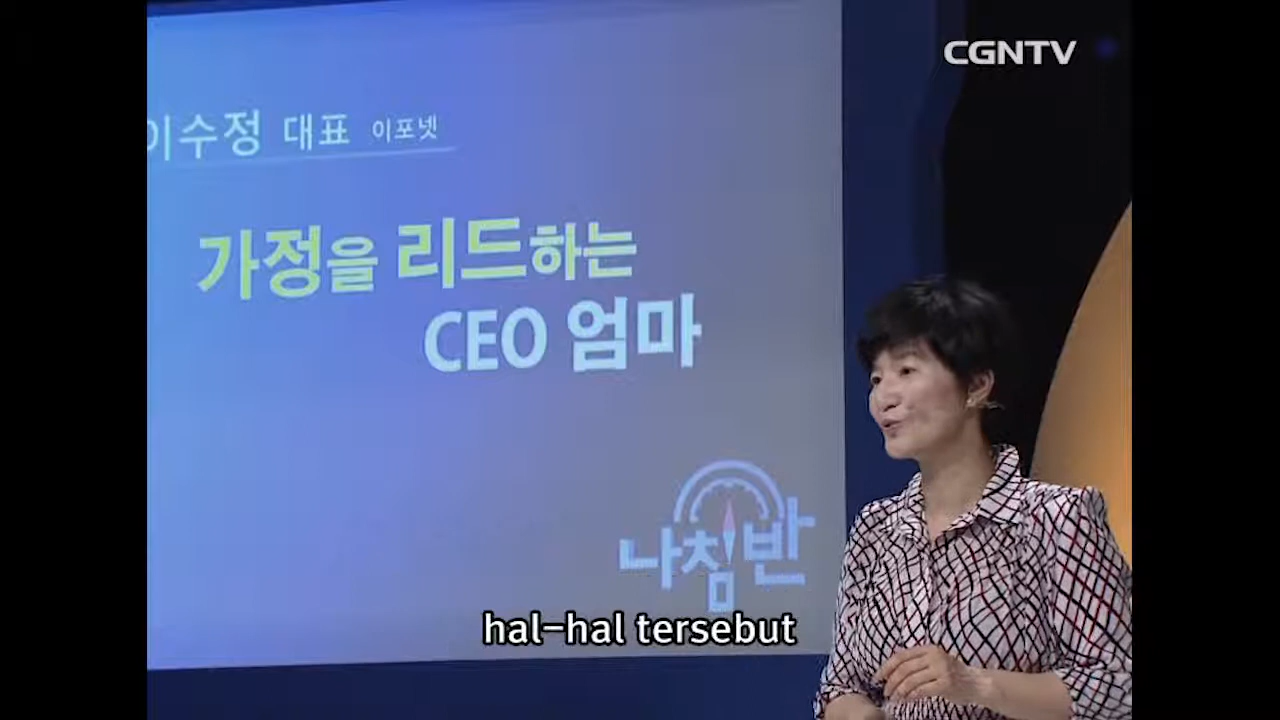 CGNTV
이수정 대표 이포넷
가정을 리드하는
CEO 엄마
나침반
hal-hal tersebut